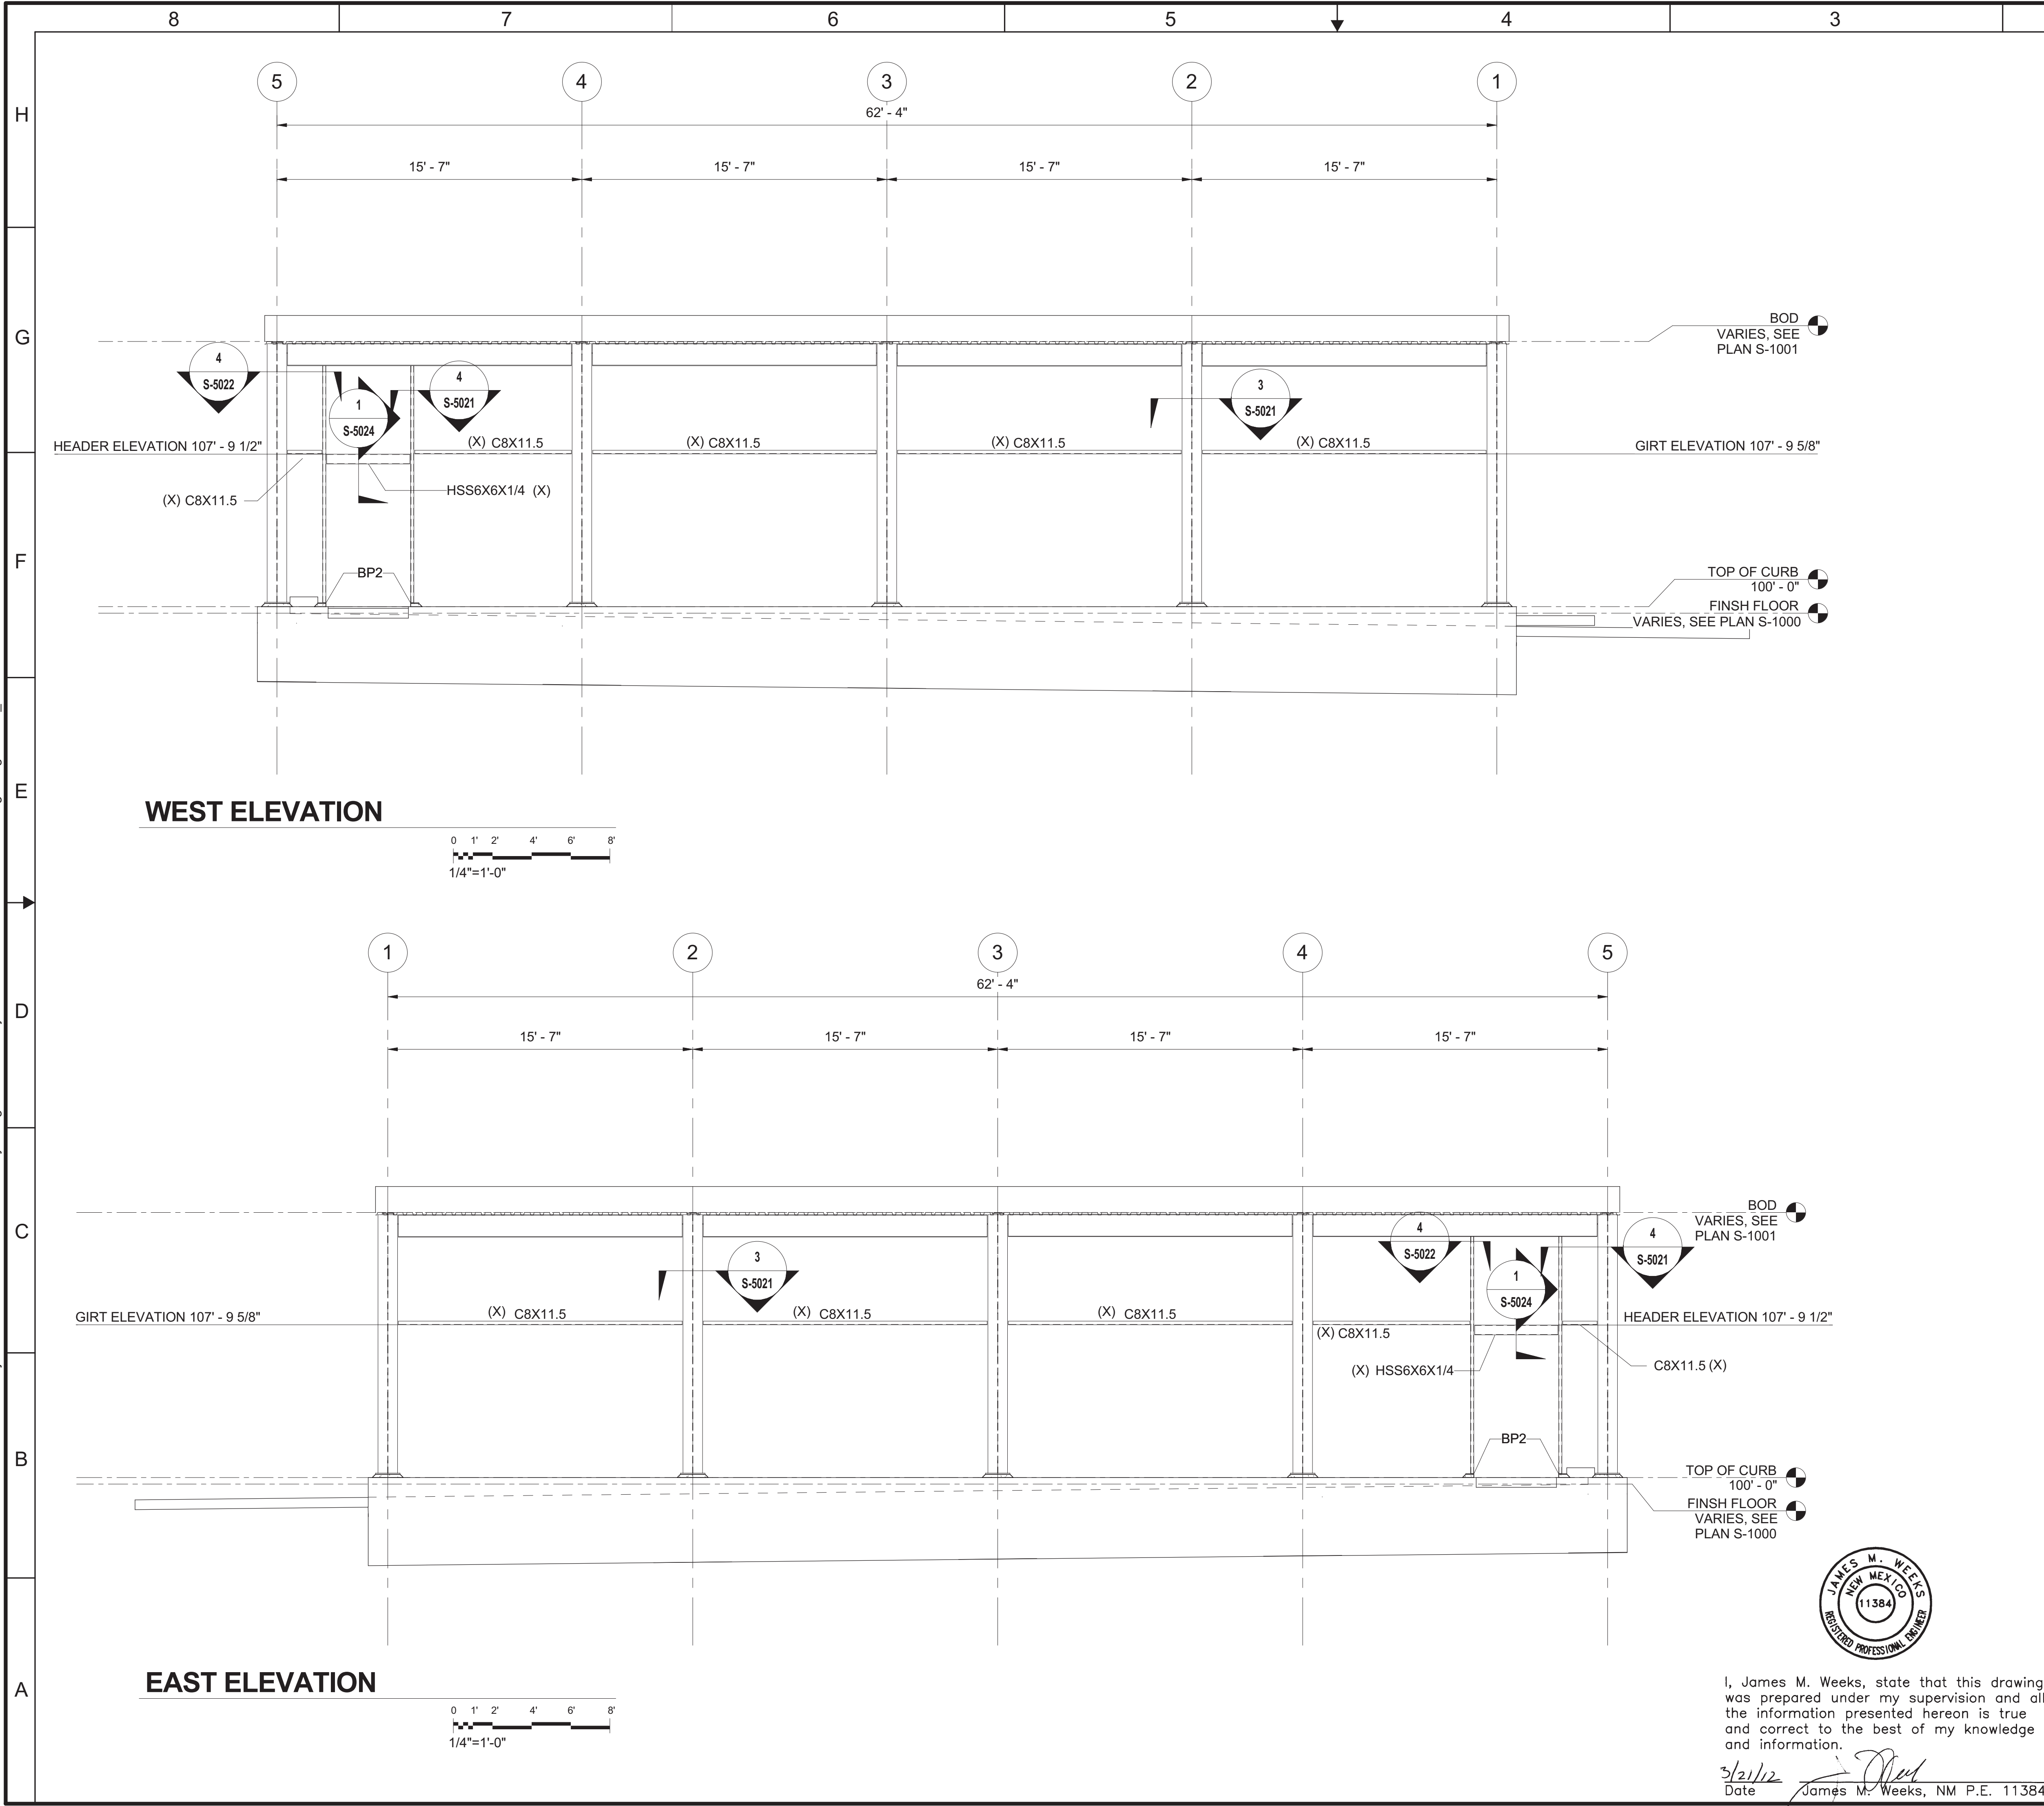 8 7 6 5 4 3
H
G
F
E
D
C
B
A
5 4 3 2 1
62' - 4"
15' - 7" 15' - 7" 15' - 7" 15' - 7"
BOD
VARIES, SEE
PLAN S-1001
4
S-5022
4
S-5021
1
S-5024
3
S-5021
HEADER ELEVATION 107' - 9 1/2"
(X) C8X11.5 (X) C8X11.5 (X) C8X11.5 (X) C8X11.5
GIRT ELEVATION 107' - 9 5/8"
(X) C8X11.5
HSS6X6X1/4 (X)
BP2
TOP OF CURB
100' - 0"
FINSH FLOOR
VARIES, SEE PLAN S-1000
WEST ELEVATION
0 1' 2' 4' 6' 8'
1/4"=1'-0"
1 2 3 4 5
62' - 4"
15' - 7" 15' - 7" 15' - 7" 15' - 7"
BOD
VARIES, SEE
PLAN S-1001
3
S-5021
4
S-5022
1
S-5024
4
S-5021
GIRT ELEVATION 107' - 9 5/8"
(X) C8X11.5 (X) C8X11.5 (X) C8X11.5
(X) C8X11.5
HEADER ELEVATION 107' - 9 1/2"
(X) HSS6X6X1/4
C8X11.5 (X)
BP2
TOP OF CURB
100' - 0"
FINSH FLOOR
VARIES, SEE
PLAN S-1000
EAST ELEVATION
0 1' 2' 4' 6' 8'
1/4"=1'-0"
JAMES M. WEEKS
NEW MEXICO
11384
REGISTERED PROFESSIONAL ENGINEER
I, James M. Weeks, state that this drawing
was prepared under my supervision and all
the information presented hereon is true
and correct to the best of my knowledge
and information.
3/21/12
Date James M. Weeks, NM P.E. 11384